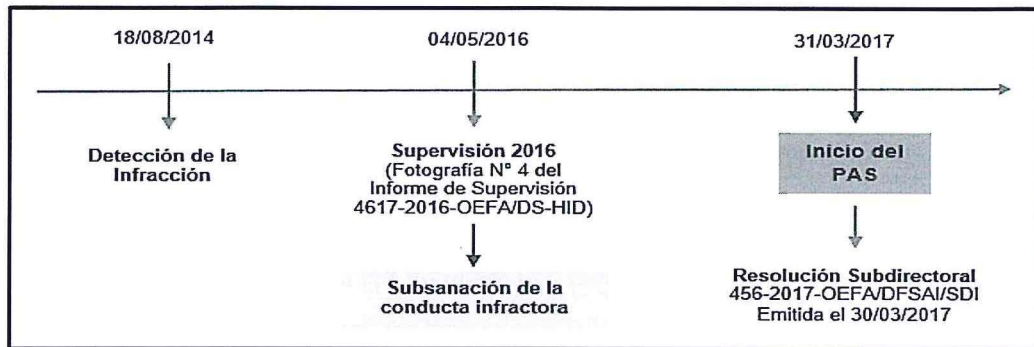 18/08/2014
04/05/2016
31/03/2017
Detección de la
Infracción
Supervisión 2016
(Fotografía N° 4 del
Informe de Supervisión
4617-2016-OEFA/DS-HID)
Subsanación de la
conducta infractora
Inicio del
PAS
Resolución Subdirectoral
456-2017-OEFA/DFSAI/SDI
Emitida el 30/03/2017